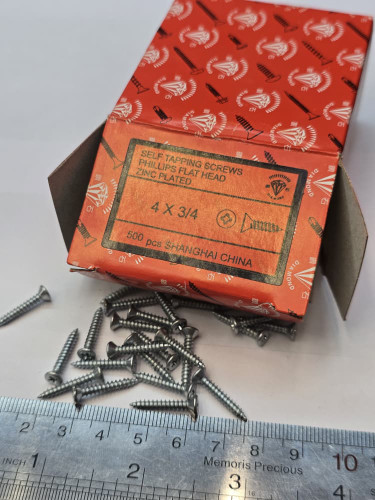 SELF TAPPING SCREWS
PHILLIPS FLAT HEAD
ZINC PLATED
4 X 3/4
500 pcs SHANGHAI CHINA
2 3 4 5 6 7 8 9 10
Memoris Precious
INCH 1 2 3 4